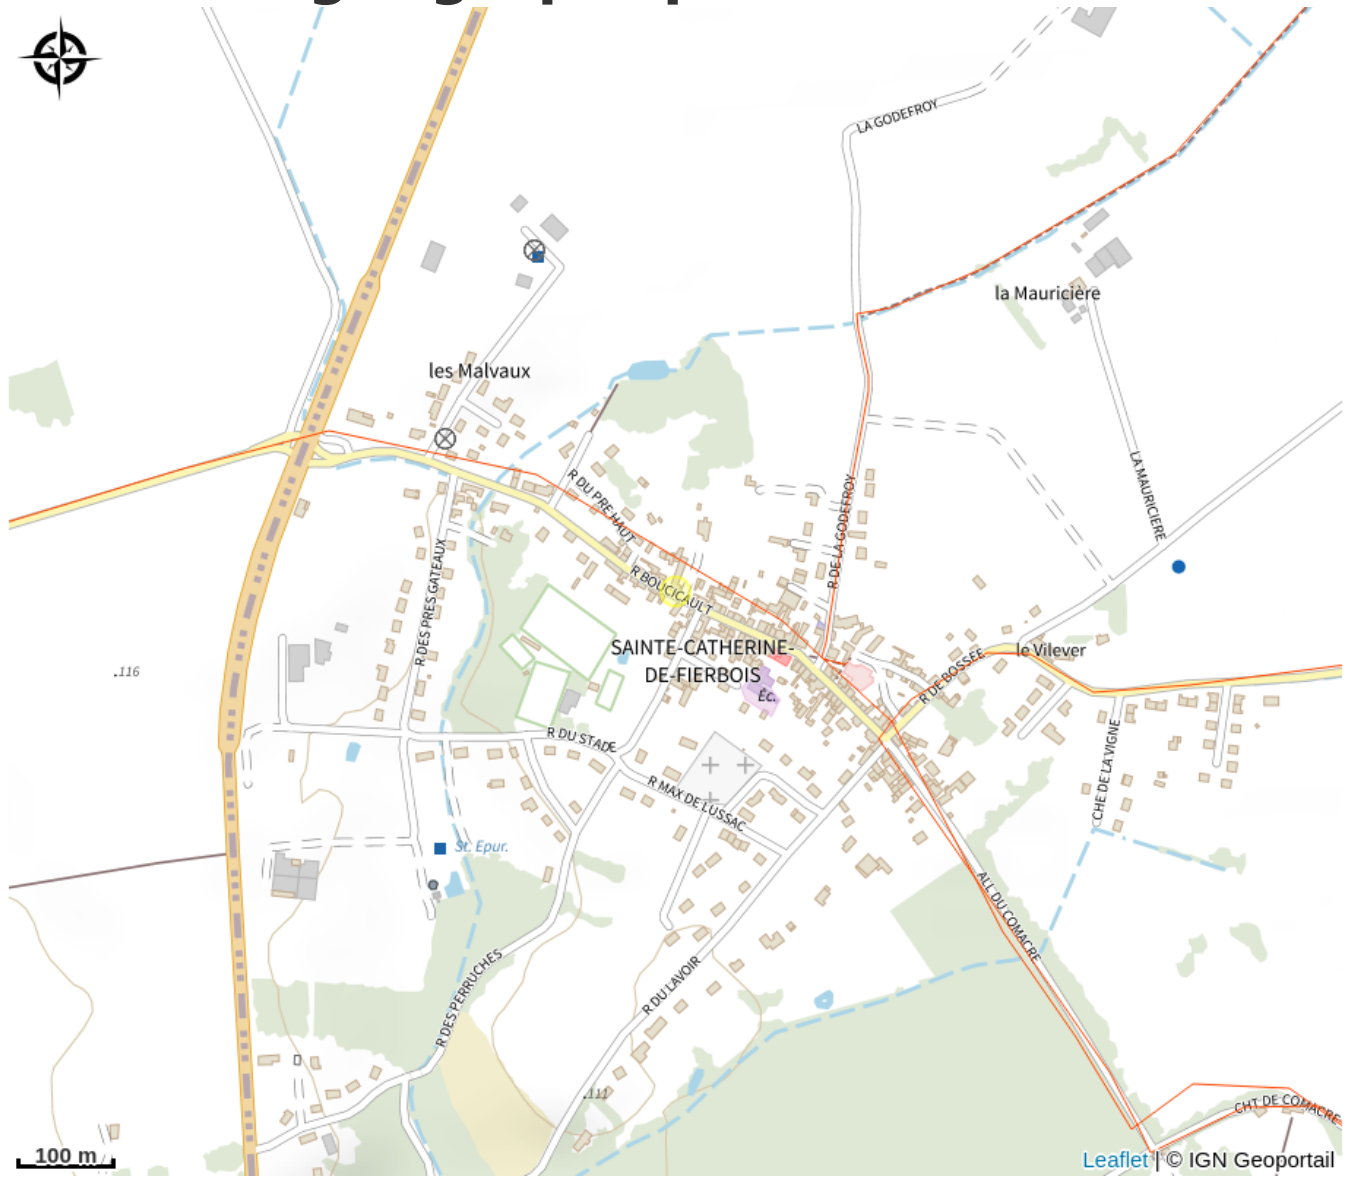 LA GODEFROY
la Mauricière
les Malvaux
LA MAURICIERE
R DU PRE HAUT
R DE LA GODEFROY
R DES PRES GATEAUX
R BOUCICAULT
SAINTE-CATHERINE-
DE-FIERBOIS
le Vilever
R DE BOSSÉE
.116
Éc.
R DU STADE
CHE DE LA VIGNE
R MAX DE LUSSAC
St. Epur.
ALL DU COMACRE
R DES PERRUCHES
R DU LAVOIR
.111
CHT DE COMACRE
100 m
Leaflet | © IGN Geoportail